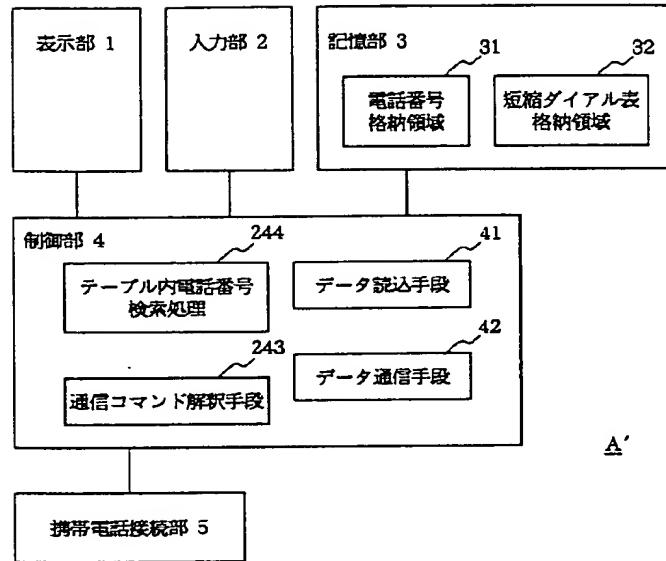 表示部 1
入力部 2
記憶部 3
31
32
電話番号
格納領域
短縮ダイアル表
格納領域
制御部 4
244
41
テーブル内電話番号
検索処理
データ読込手段
243
42
通信コマンド解釈手段
データ通信手段
A′
携帯電話接続部 5